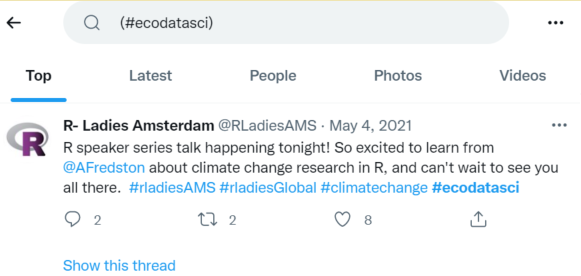 (#ecodatasci)
Top Latest People Photos Videos
R
R- Ladies Amsterdam @RLadiesAMS · May 4, 2021
R speaker series talk happening tonight! So excited to learn from
@AFredston about climate change research in R, and can't wait to see you
all there. #rladiesAMS #rladiesGlobal #climatechange #ecodatasci
2 2 8
Show this thread